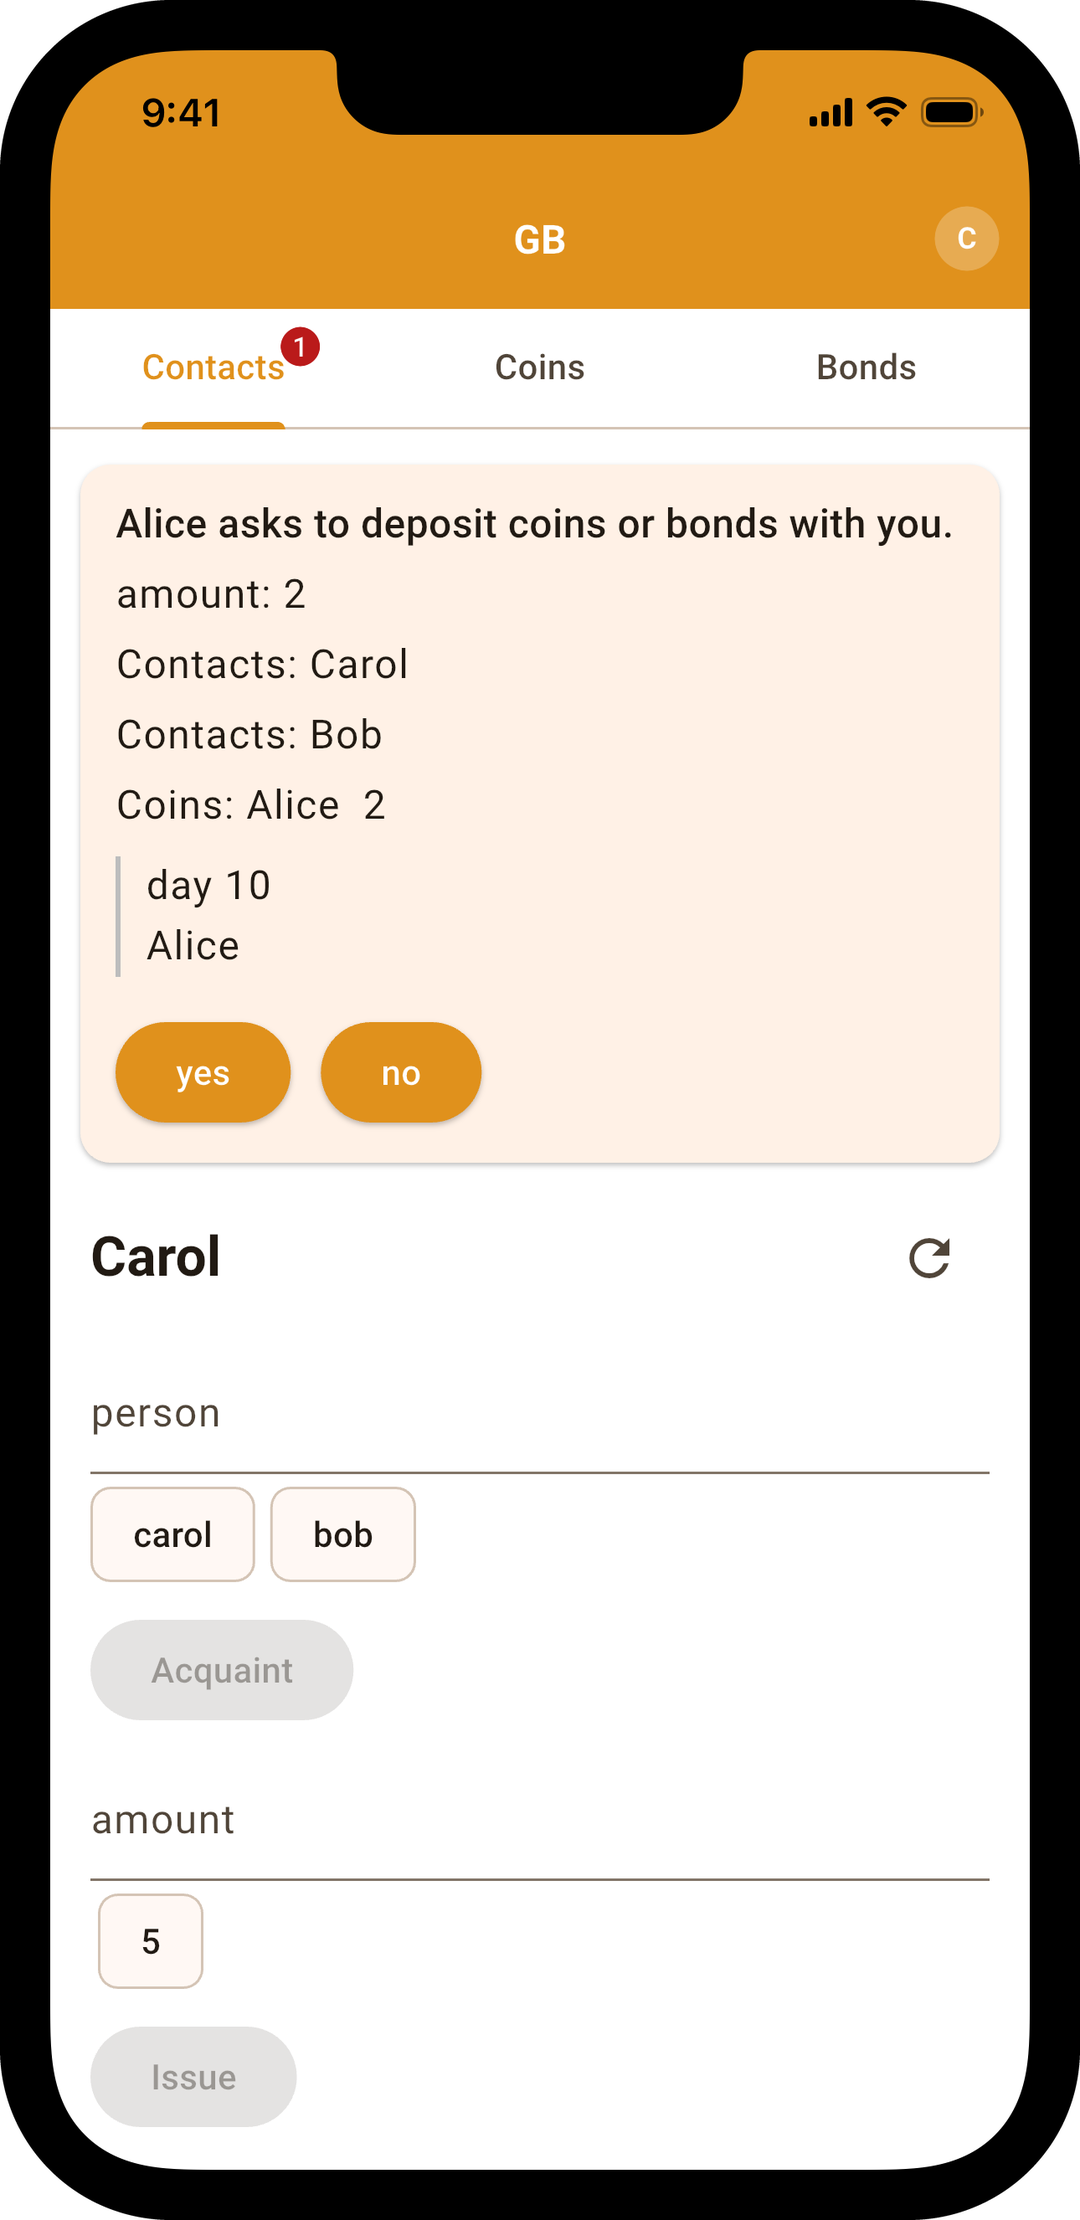 9:41
GB
C
Contacts
1
Coins
Bonds
Alice asks to deposit coins or bonds with you.
amount: 2
Contacts: Carol
Contacts: Bob
Coins: Alice  2
day 10
Alice
yes
no
Carol
person
carol
bob
Acquaint
amount
5
Issue